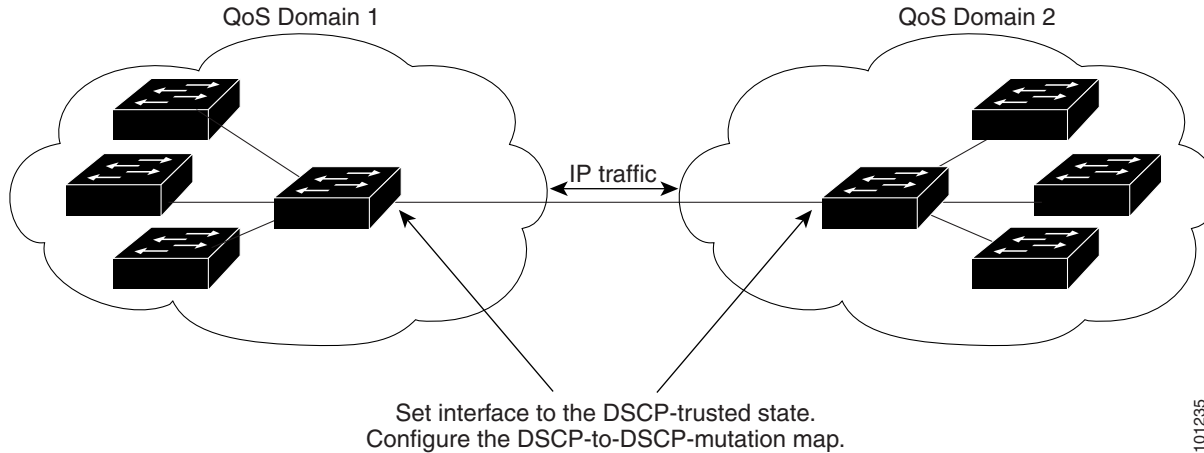 QoS Domain 1
QoS Domain 2
IP traffic
Set interface to the DSCP-trusted state.
Configure the DSCP-to-DSCP-mutation map.
101235